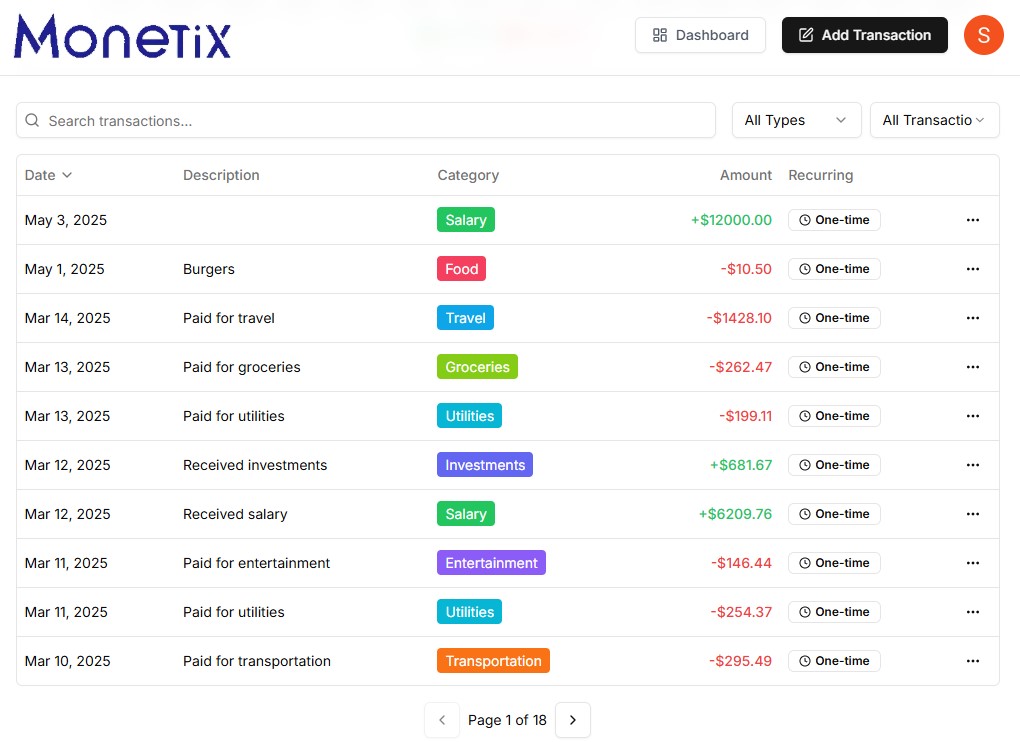 MONETIX
Dashboard
Add Transaction
S
Search transactions...
All Types
All Transactio
Date Description Category Amount Recurring
May 3, 2025 Salary +$12000.00 One-time
May 1, 2025 Burgers Food -$10.50 One-time
Mar 14, 2025 Paid for travel Travel -$1428.10 One-time
Mar 13, 2025 Paid for groceries Groceries -$262.47 One-time
Mar 13, 2025 Paid for utilities Utilities -$199.11 One-time
Mar 12, 2025 Received investments Investments +$681.67 One-time
Mar 12, 2025 Received salary Salary +$6209.76 One-time
Mar 11, 2025 Paid for entertainment Entertainment -$146.44 One-time
Mar 11, 2025 Paid for utilities Utilities -$254.37 One-time
Mar 10, 2025 Paid for transportation Transportation -$295.49 One-time
Page 1 of 18